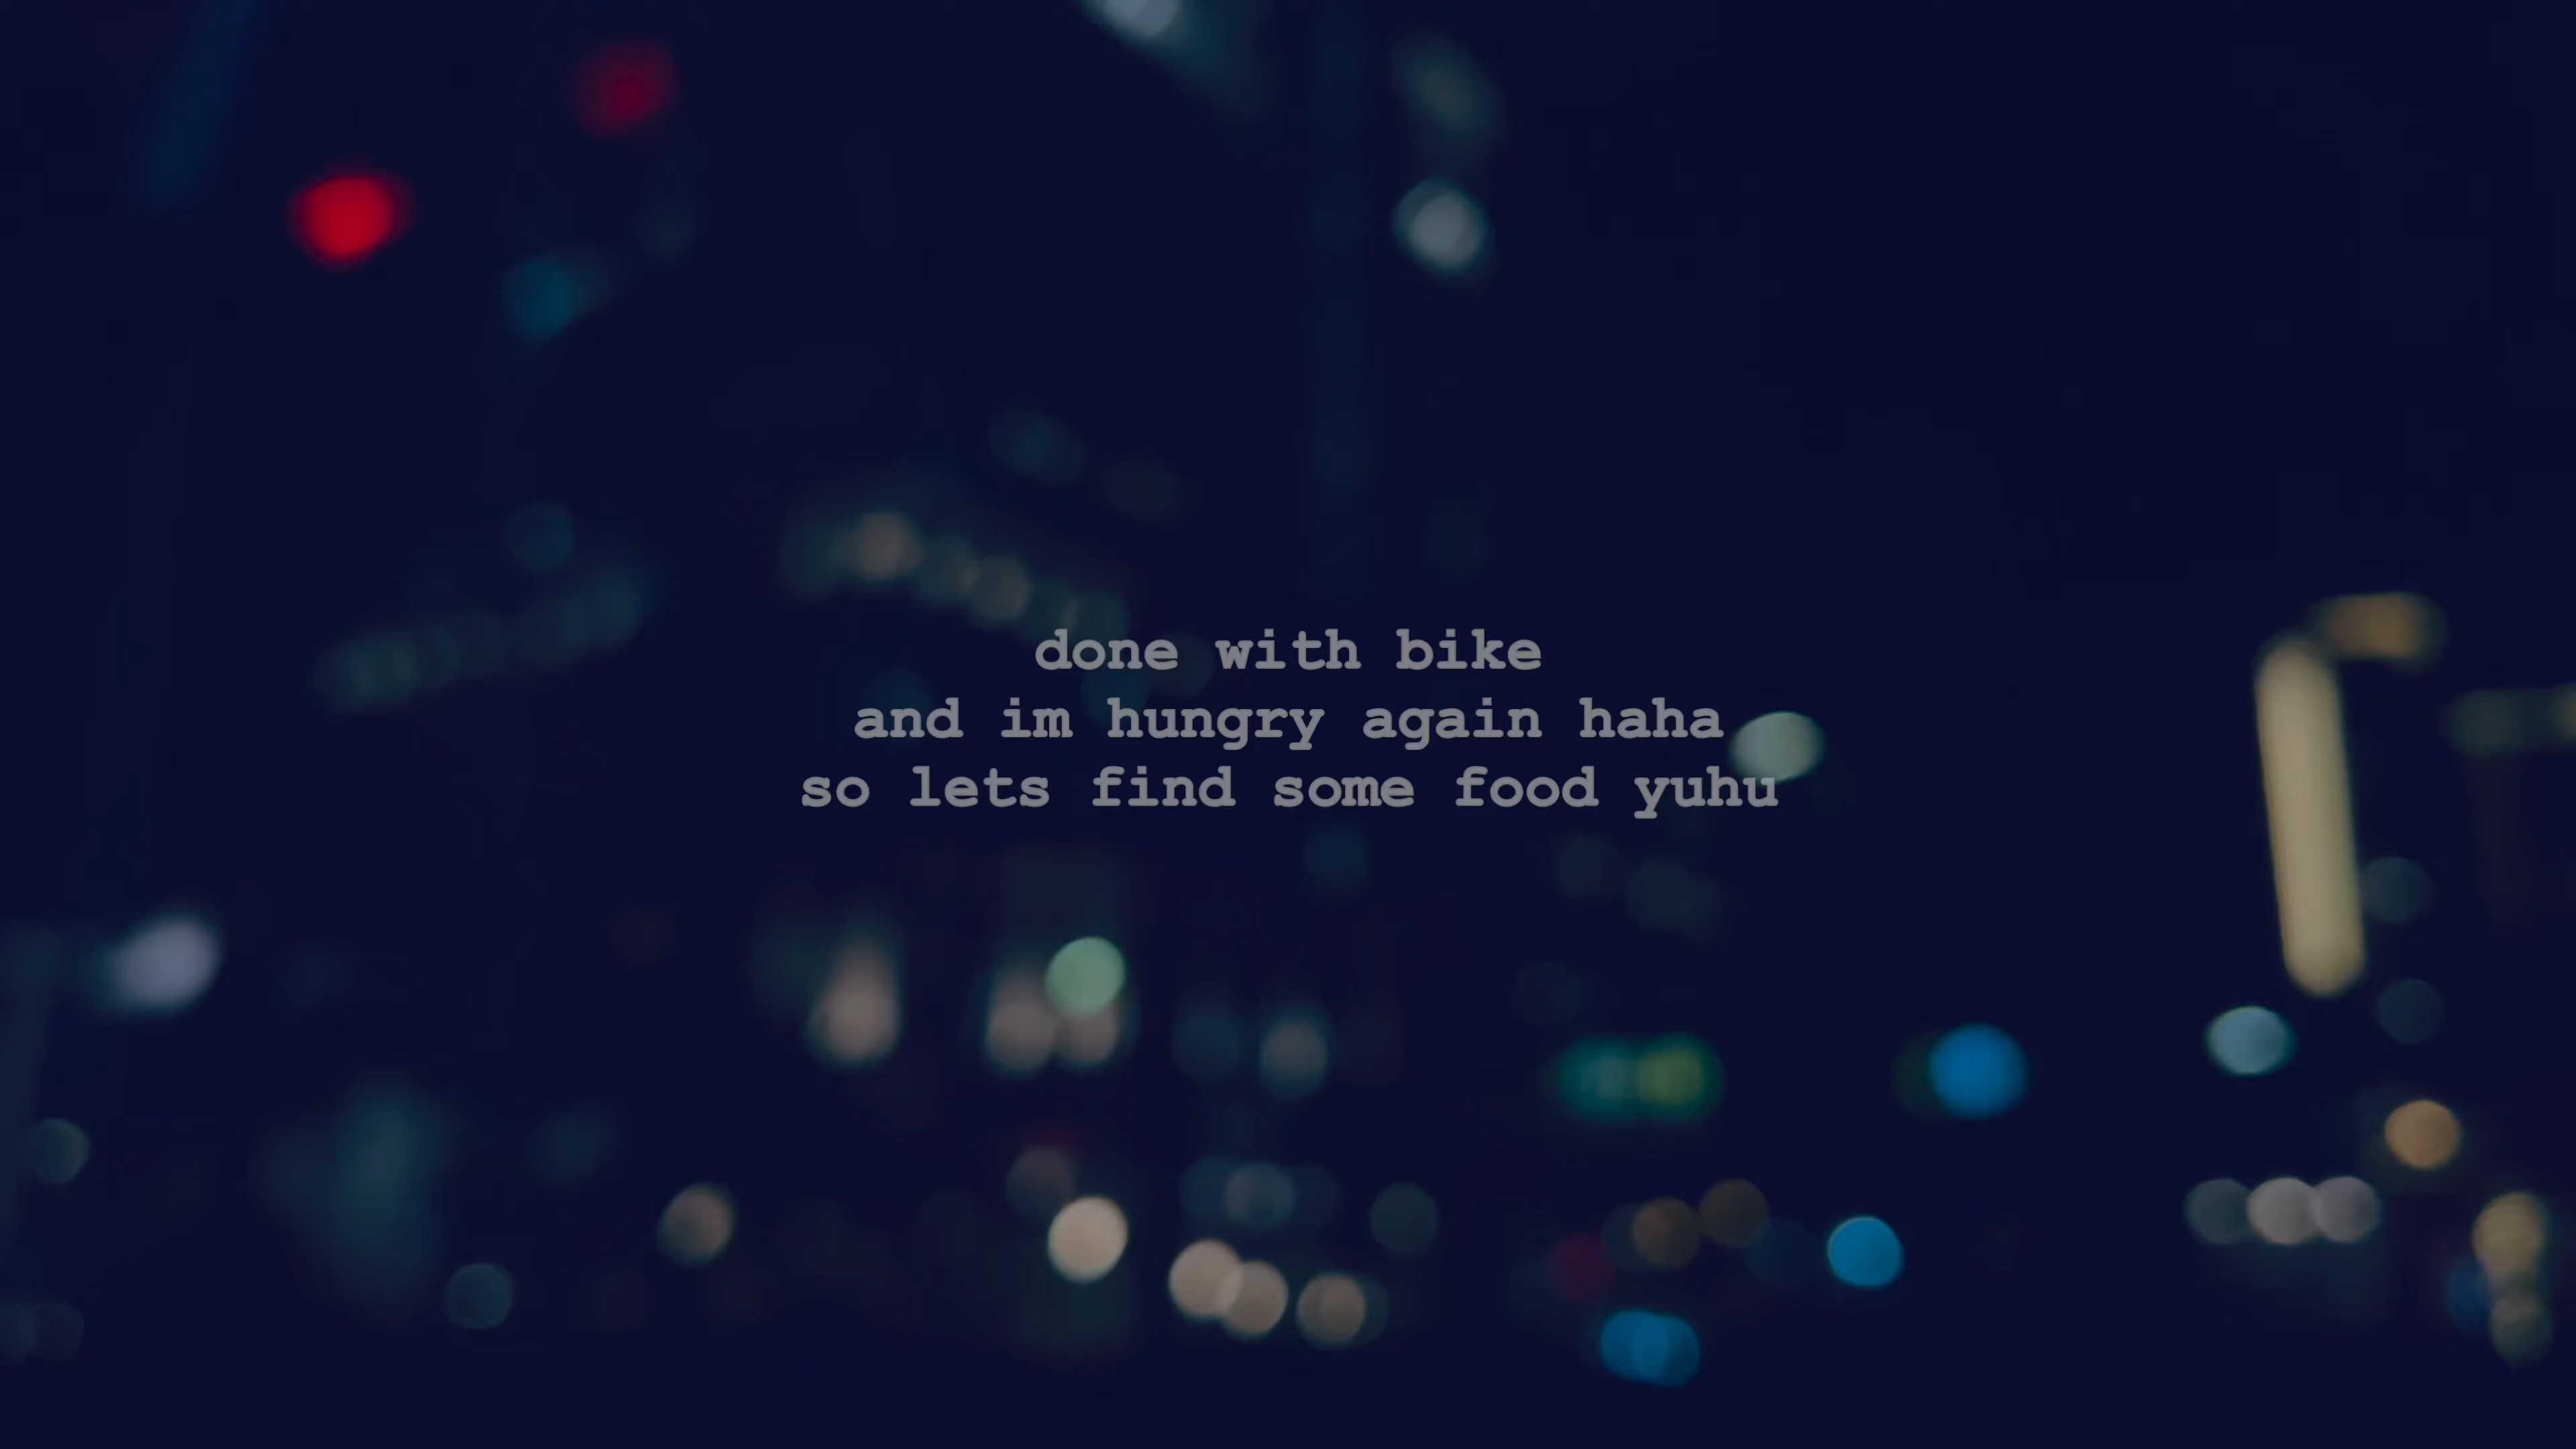 done with bike
and im hungry again haha
so lets find some food yuhu